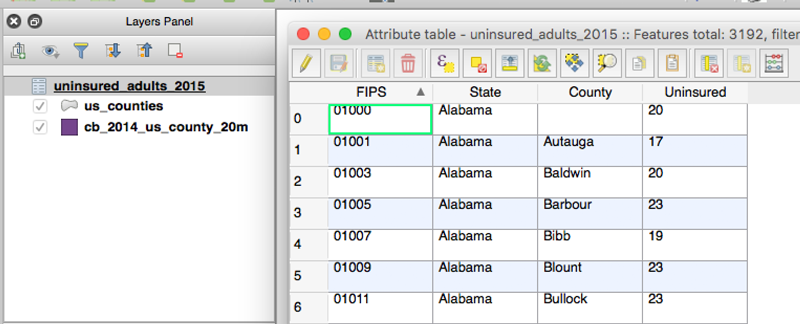 Layers Panel
uninsured_adults_2015
us_counties
cb_2014_us_county_20m
Attribute table - uninsured_adults_2015 :: Features total: 3192, filter
FIPS State County Uninsured
0 01000 Alabama 20
1 01001 Alabama Autauga 17
2 01003 Alabama Baldwin 20
3 01005 Alabama Barbour 23
4 01007 Alabama Bibb 19
5 01009 Alabama Blount 23
6 01011 Alabama Bullock 23